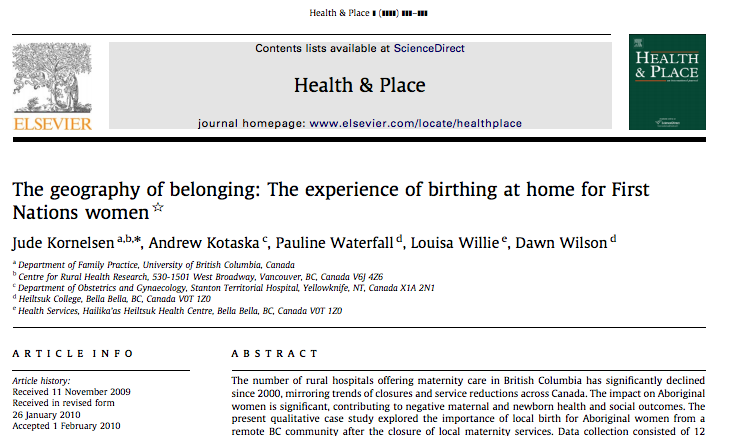 Health & Place ▮ (▮▮▮▮) ▮▮▮–▮▮▮
Contents lists available at ScienceDirect
Health & Place
journal homepage: www.elsevier.com/locate/healthplace
ELSEVIER
HEALTH
& PLACE
The geography of belonging: The experience of birthing at home for First
Nations women☆
Jude Kornelsen a,b,*, Andrew Kotaska c, Pauline Waterfall d, Louisa Willie e, Dawn Wilson d
a Department of Family Practice, University of British Columbia, Canada
b Centre for Rural Health Research, 530-1501 West Broadway, Vancouver, BC, Canada V6J 4Z6
c Department of Obstetrics and Gynaecology, Stanton Territorial Hospital, Yellowknife, NT, Canada X1A 2N1
d Heiltsuk College, Bella Bella, BC, Canada V0T 1Z0
e Health Services, Hailika'as Heiltsuk Health Centre, Bella Bella, BC, Canada V0T 1Z0
ARTICLE INFO
Article history:
Received 11 November 2009
Received in revised form
26 January 2010
Accepted 1 February 2010
ABSTRACT
The number of rural hospitals offering maternity care in British Columbia has significantly declined
since 2000, mirroring trends of closures and service reductions across Canada. The impact on Aboriginal
women is significant, contributing to negative maternal and newborn health and social outcomes. The
present qualitative case study explored the importance of local birth for Aboriginal women from a
remote BC community after the closure of local maternity services. Data collection consisted of 12